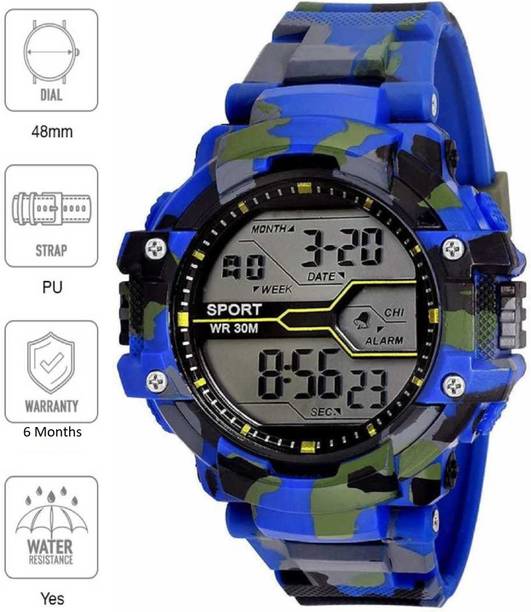 DIAL
48mm
STRAP
PU
WARRANTY
6 Months
WATER
RESISTANCE
Yes
MONTH
3-20
DATE
WEEK
SPORT
WR 30M
CHI
ALARM
8:56 23
SEC